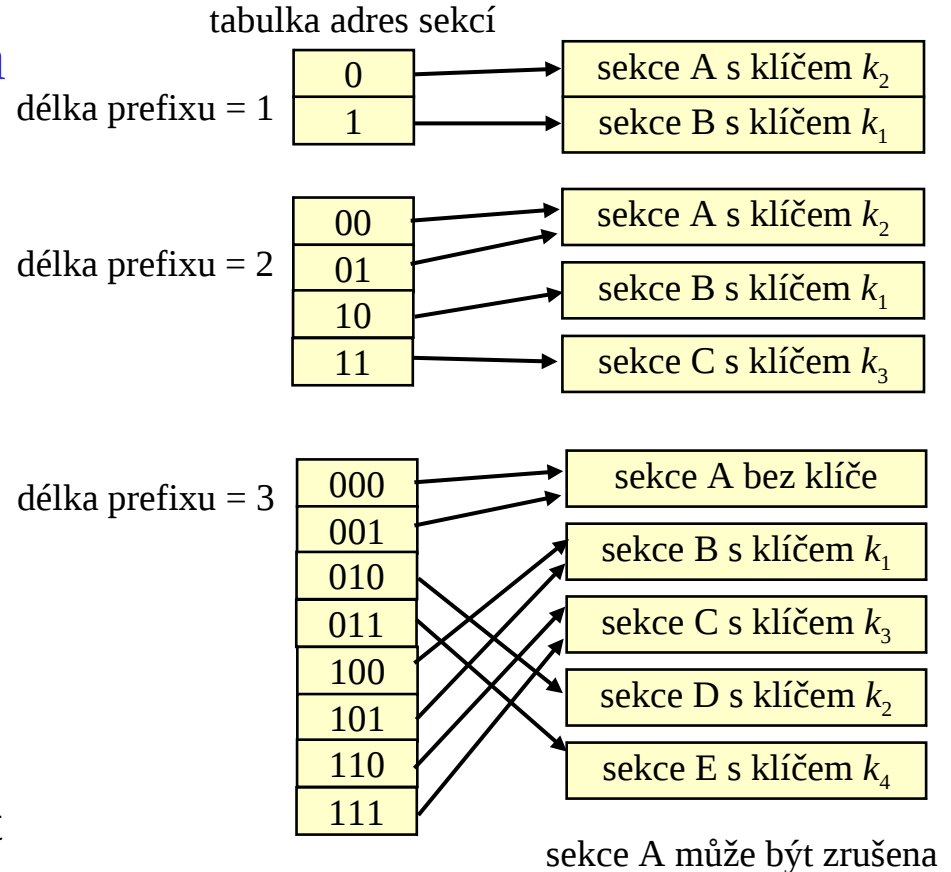 tabulka adres sekcí
délka prefixu = 1
0
1
sekce A s klíčem k₂
sekce B s klíčem k₁
délka prefixu = 2
00
01
10
11
sekce A s klíčem k₂
sekce B s klíčem k₁
sekce C s klíčem k₃
délka prefixu = 3
000
001
010
011
100
101
110
111
sekce A bez klíče
sekce B s klíčem k₁
sekce C s klíčem k₃
sekce D s klíčem k₂
sekce E s klíčem k₄
sekce A může být zrušena